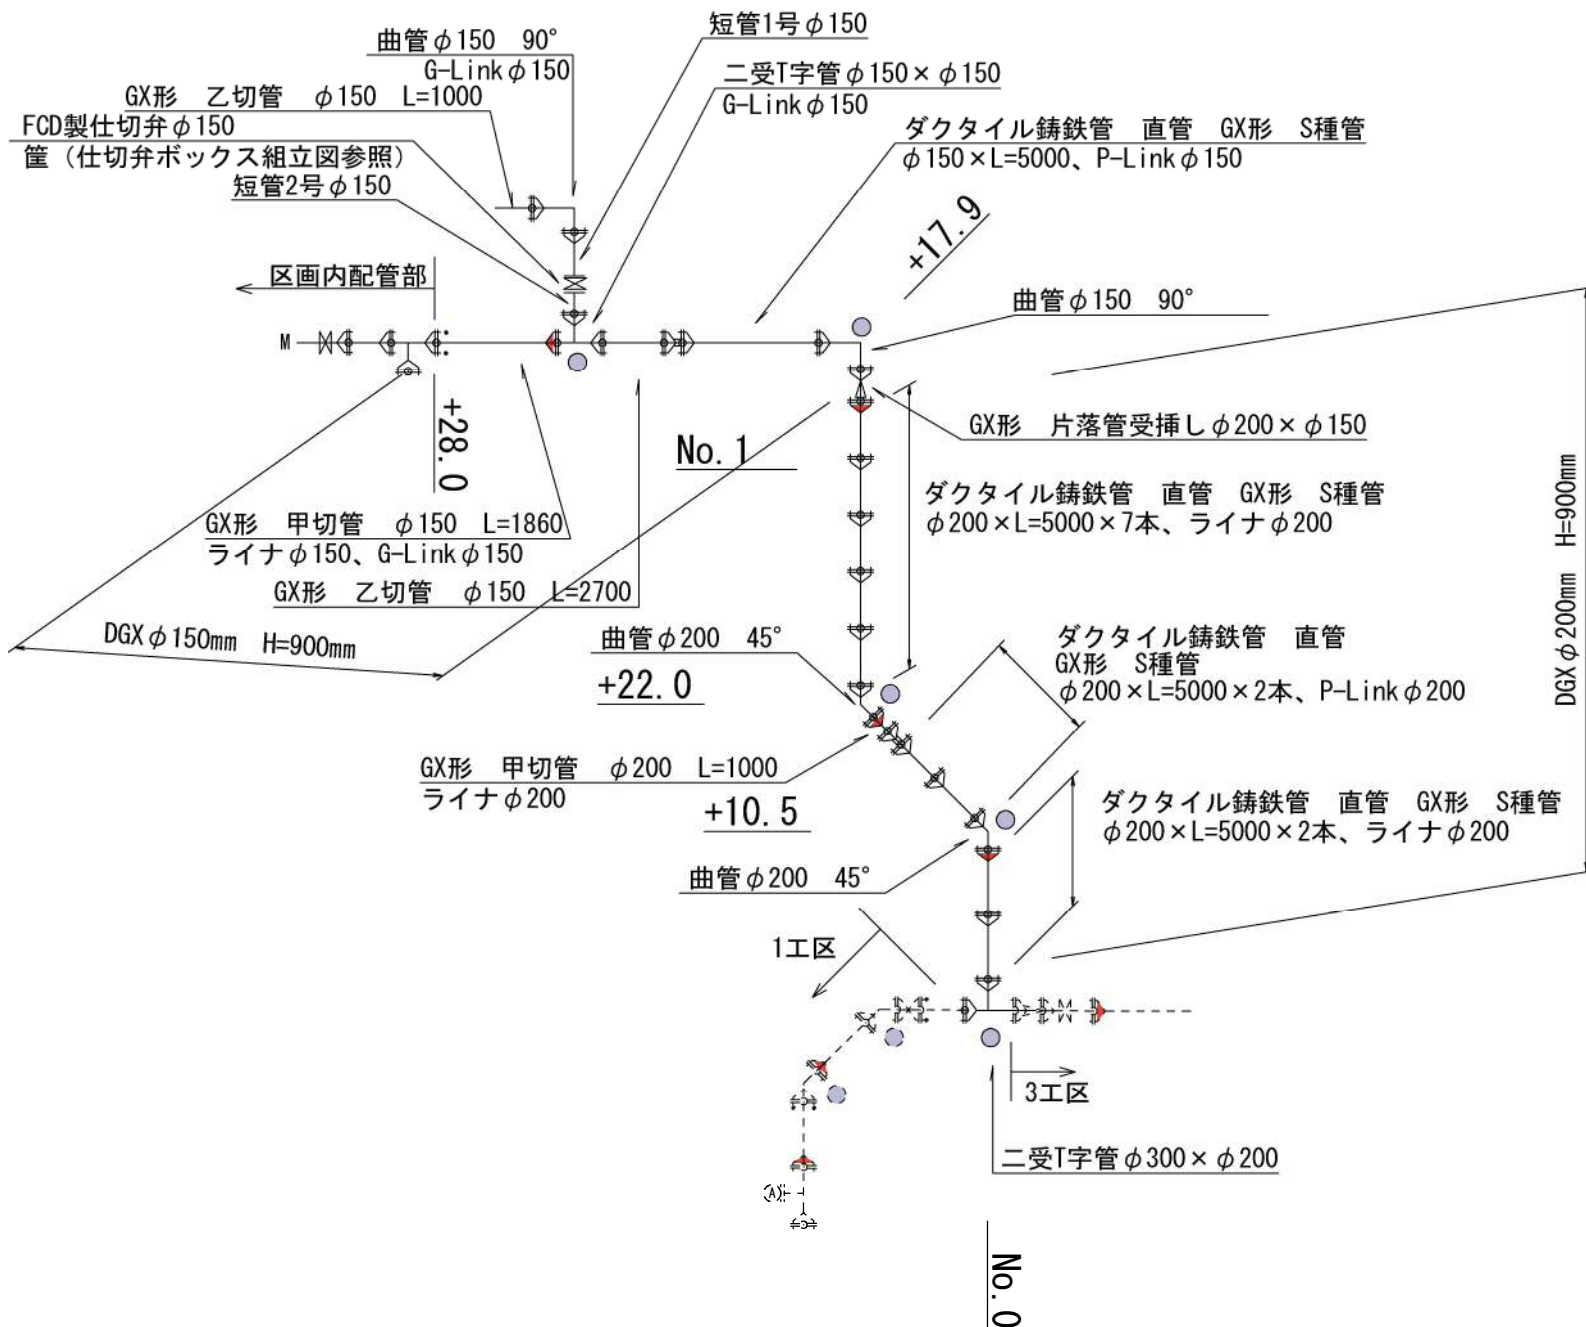 短管1号φ150
曲管φ150 90°
G-Linkφ150
二受T字管φ150×φ150
G-Linkφ150
GX形 乙切管 φ150 L=1000
FCD製仕切弁φ150
筐(仕切弁ボックス組立図参照)
短管2号φ150
ダクタイル鋳鉄管 直管 GX形 S種管
φ150×L=5000、P-Linkφ150
+17.9
区画内配管部
曲管φ150 90°
M
+28.0
No.1
GX形 片落管受挿しφ200×φ150
ダクタイル鋳鉄管 直管 GX形 S種管
φ200×L=5000×7本、ライナφ200
GX形 甲切管 φ150 L=1860
ライナφ150、G-Linkφ150
GX形 乙切管 φ150 L=2700
DGXφ150mm H=900mm
DGXφ200mm H=900mm
曲管φ200 45°
+22.0
ダクタイル鋳鉄管 直管
GX形 S種管
φ200×L=5000×2本、P-Linkφ200
GX形 甲切管 φ200 L=1000
ライナφ200
+10.5
ダクタイル鋳鉄管 直管 GX形 S種管
φ200×L=5000×2本、ライナφ200
曲管φ200 45°
1工区
3工区
二受T字管φ300×φ200
(A)
No.0